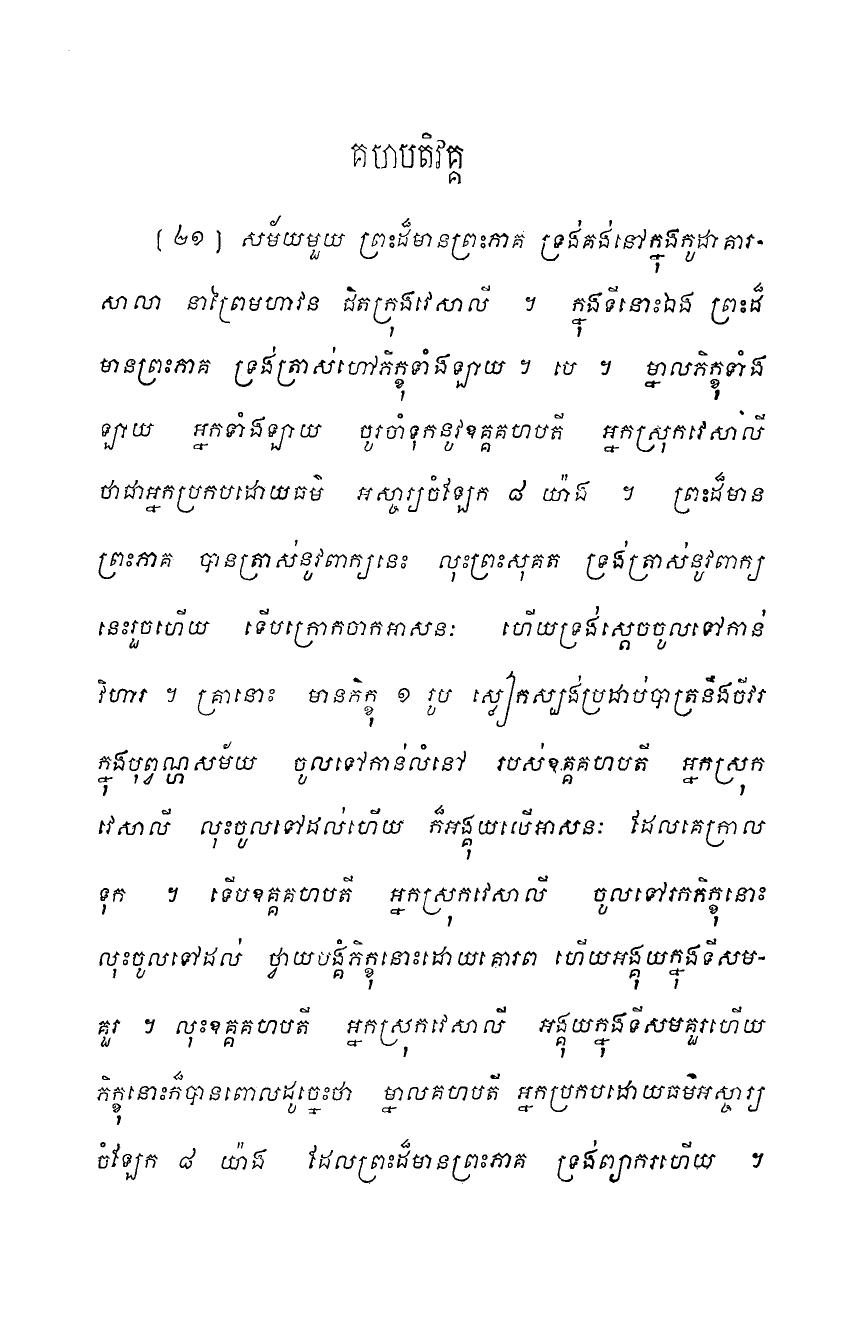 គហបតិវគ្គ
(២១) សម័យមួយ ព្រះដ៏មានព្រះភាគ ទ្រង់គង់នៅក្នុងកូដាគារ-
សាលា នាព្រៃមហាវន ជិតក្រុងវេសាលី ។ ក្នុងទីនោះឯង ព្រះដ៏
មានព្រះភាគ ទ្រង់ត្រាស់ហៅភិក្ខុទាំងឡាយ ។ បេ ។ ម្នាលភិក្ខុទាំង
ឡាយ អ្នកទាំងឡាយ ចូរចាំទុកនូវឧគ្គគហបតី អ្នកស្រុកវេសាលី
ថាជាអ្នកប្រកបដោយធម៌ អស្ចារ្យចំឡែក ៨ យ៉ាង ។ ព្រះដ៏មាន
ព្រះភាគ បានត្រាស់នូវពាក្យនេះ លុះព្រះសុគត ទ្រង់ត្រាស់នូវពាក្យ
នេះរួចហើយ ទើបក្រោកចាកអាសនៈ ហើយទ្រង់ស្តេចចូលទៅកាន់
វិហារ ។ គ្រានោះ មានភិក្ខុ ១ រូប ស្លៀកស្បង់ប្រដាប់បាត្រនឹងចីវរ
ក្នុងបុព្វណ្ហសម័យ ចូលទៅកាន់លំនៅ របស់ឧគ្គគហបតី អ្នកស្រុក
វេសាលី លុះចូលទៅដល់ហើយ ក៏អង្គុយលើអាសនៈ ដែលគេក្រាល
ទុក ។ ទើបឧគ្គគហបតី អ្នកស្រុកវេសាលី ចូលទៅរកភិក្ខុនោះ
លុះចូលទៅដល់ ថ្វាយបង្គំភិក្ខុនោះដោយគោរព ហើយអង្គុយក្នុងទីសម-
គួរ ។ លុះឧគ្គគហបតី អ្នកស្រុកវេសាលី អង្គុយក្នុងទីសមគួរហើយ
ភិក្ខុនោះក៏បានពោលដូច្នេះថា ម្នាលគហបតី អ្នកប្រកបដោយធម៌អស្ចារ្យ
ចំឡែក ៨ យ៉ាង ដែលព្រះដ៏មានព្រះភាគ ទ្រង់ព្យាករហើយ ។